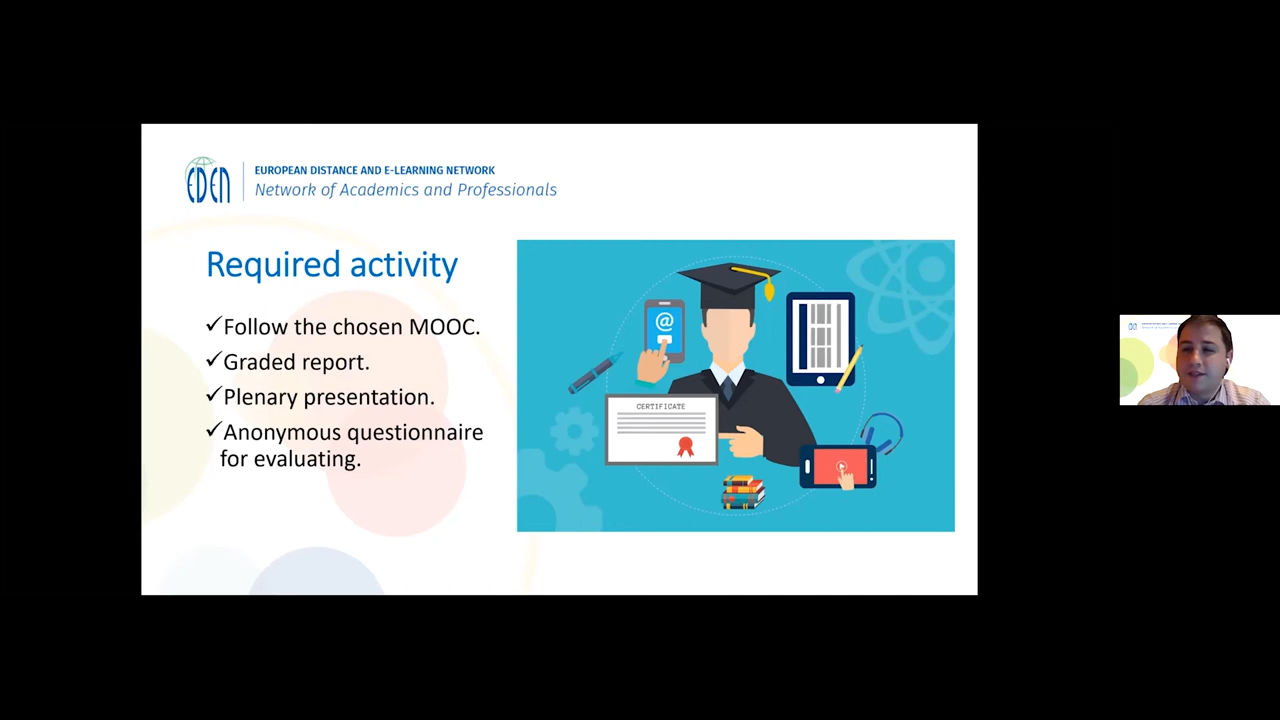 EDEN
EUROPEAN DISTANCE AND E-LEARNING NETWORK
Network of Academics and Professionals
Required activity
✓Follow the chosen MOOC.
✓Graded report.
✓Plenary presentation.
✓Anonymous questionnaire
for evaluating.
@
CERTIFICATE